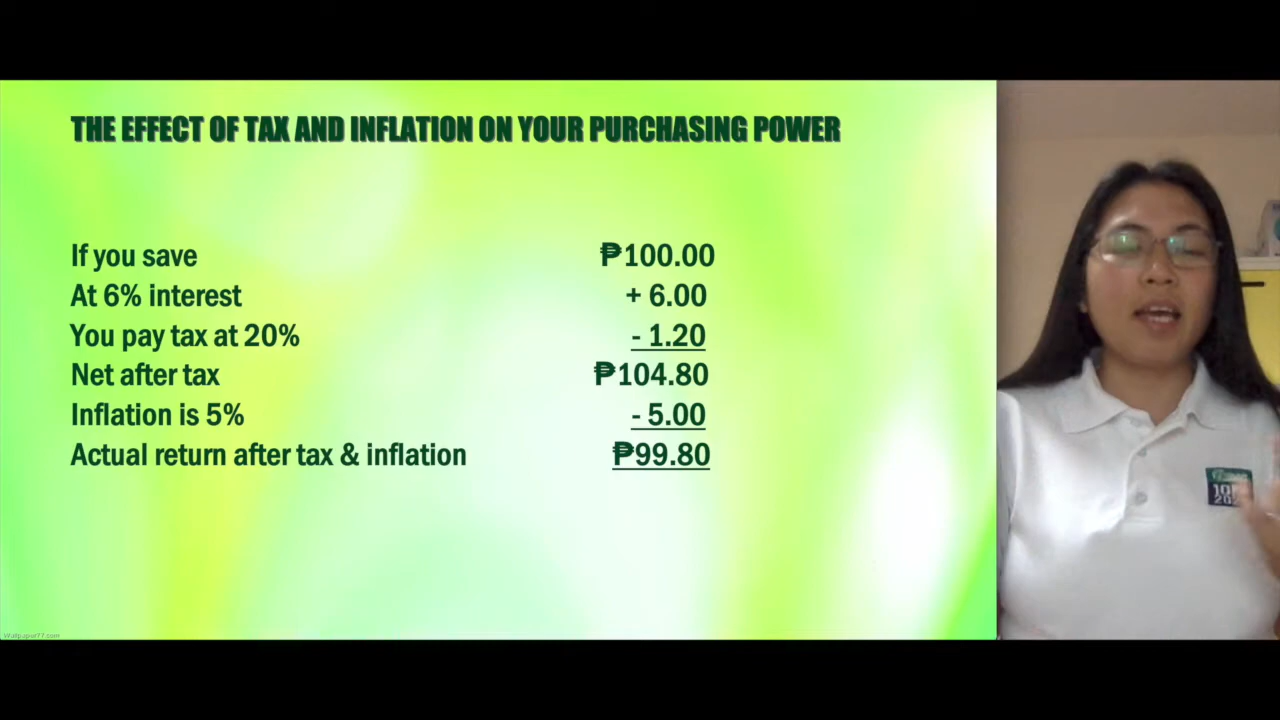 THE EFFECT OF TAX AND INFLATION ON YOUR PURCHASING POWER
If you save ₱100.00
At 6% interest + 6.00
You pay tax at 20% - 1.20
Net after tax ₱104.80
Inflation is 5% - 5.00
Actual return after tax & inflation ₱99.80